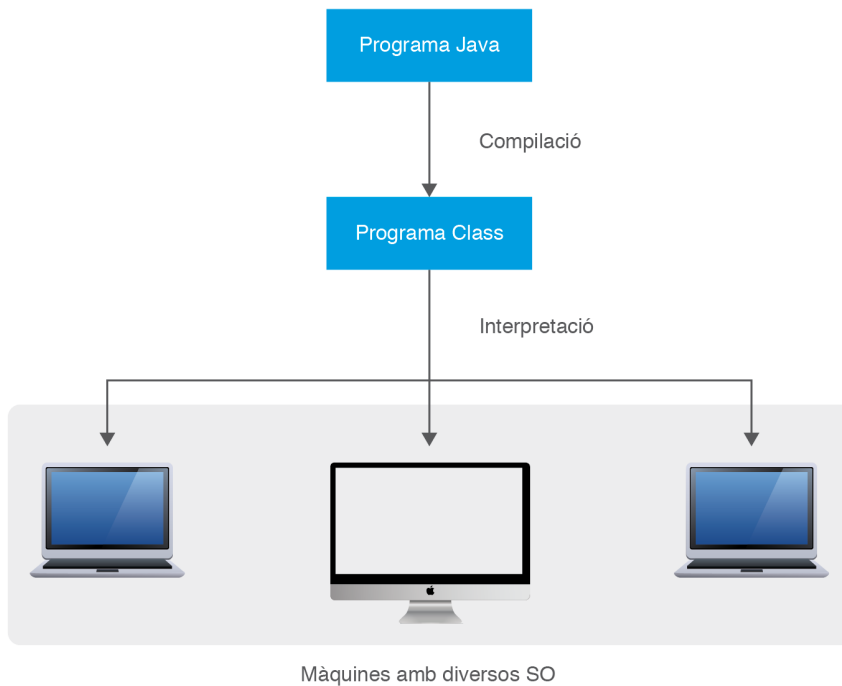 Programa Java
Compilació
Programa Class
Interpretació
Màquines amb diversos SO